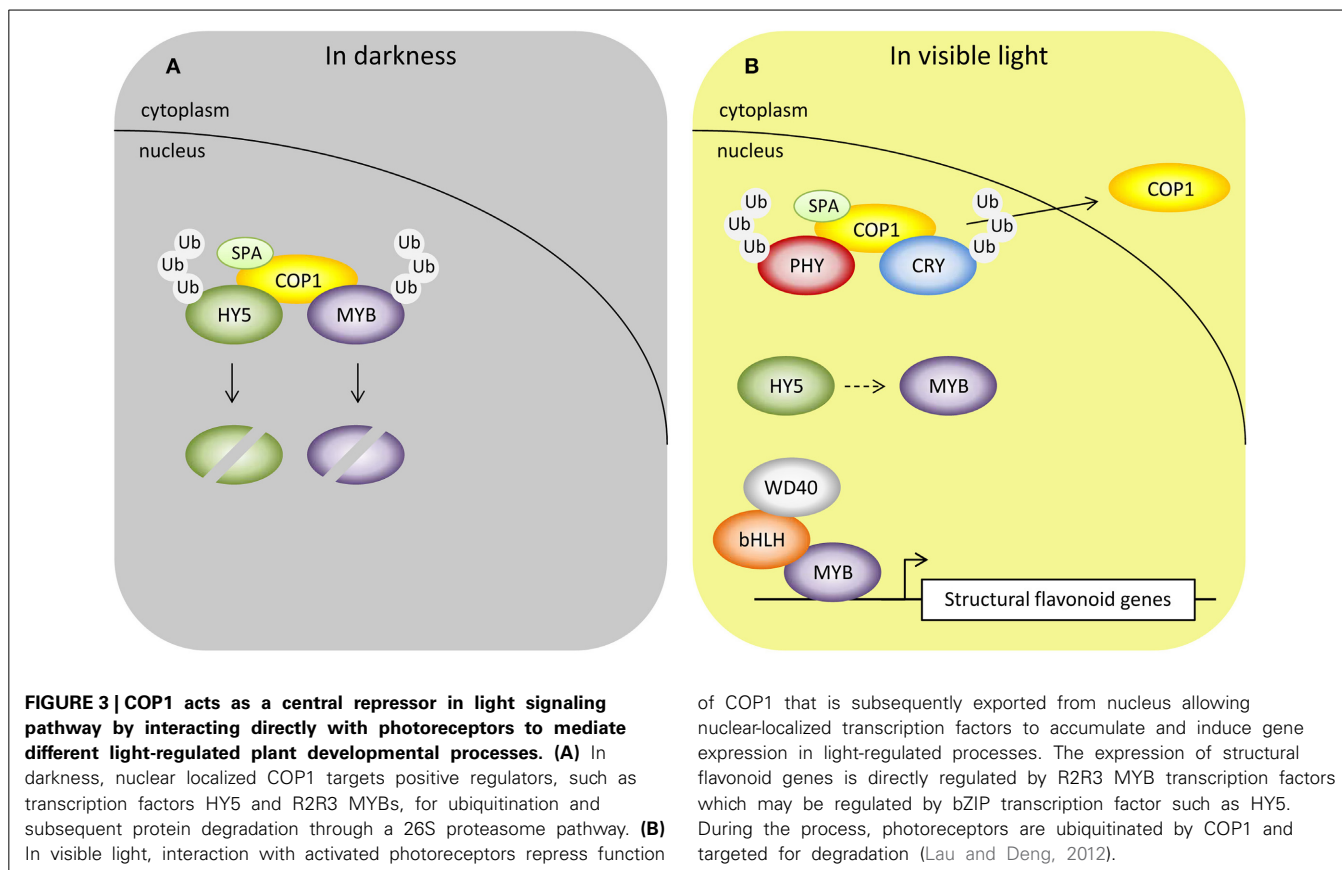 In darkness
A
cytoplasm
nucleus
Ub
Ub
Ub
SPA
COP1
HY5
MYB
Ub
Ub
Ub
In visible light
B
cytoplasm
nucleus
COP1
Ub
Ub
Ub
SPA
COP1
PHY
CRY
Ub
Ub
Ub
HY5
MYB
WD40
bHLH
MYB
Structural flavonoid genes
FIGURE 3 | COP1 acts as a central repressor in light signaling
pathway by interacting directly with photoreceptors to mediate
different light-regulated plant developmental processes. (A) In
darkness, nuclear localized COP1 targets positive regulators, such as
transcription factors HY5 and R2R3 MYBs, for ubiquitination and
subsequent protein degradation through a 26S proteasome pathway. (B)
In visible light, interaction with activated photoreceptors repress function
of COP1 that is subsequently exported from nucleus allowing
nuclear-localized transcription factors to accumulate and induce gene
expression in light-regulated processes. The expression of structural
flavonoid genes is directly regulated by R2R3 MYB transcription factors
which may be regulated by bZIP transcription factor such as HY5.
During the process, photoreceptors are ubiquitinated by COP1 and
targeted for degradation (Lau and Deng, 2012).